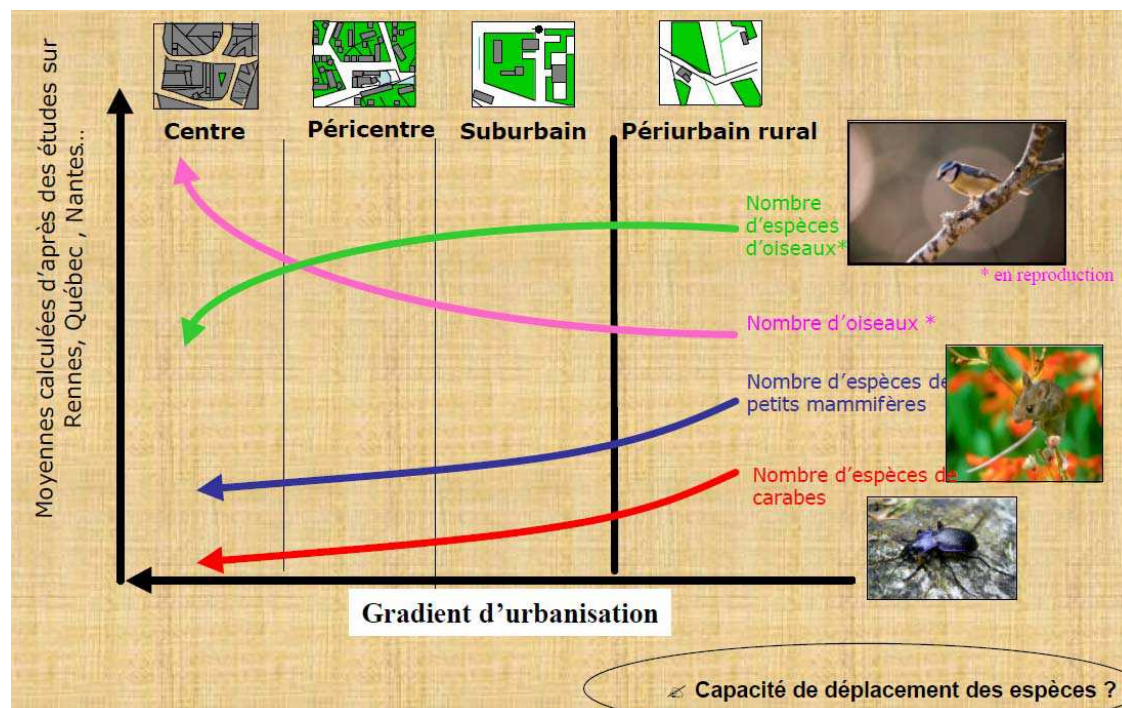 Centre
Péricentre
Suburbain
Périurbain rural
Moyennes calculées d'après des études sur
Rennes, Québec , Nantes..
Nombre
d'espèces
d'oiseaux*
* en reproduction
Nombre d'oiseaux *
Nombre d'espèces de
petits mammifères
Nombre d'espèces de
carabes
Gradient d'urbanisation
Capacité de déplacement des espèces ?